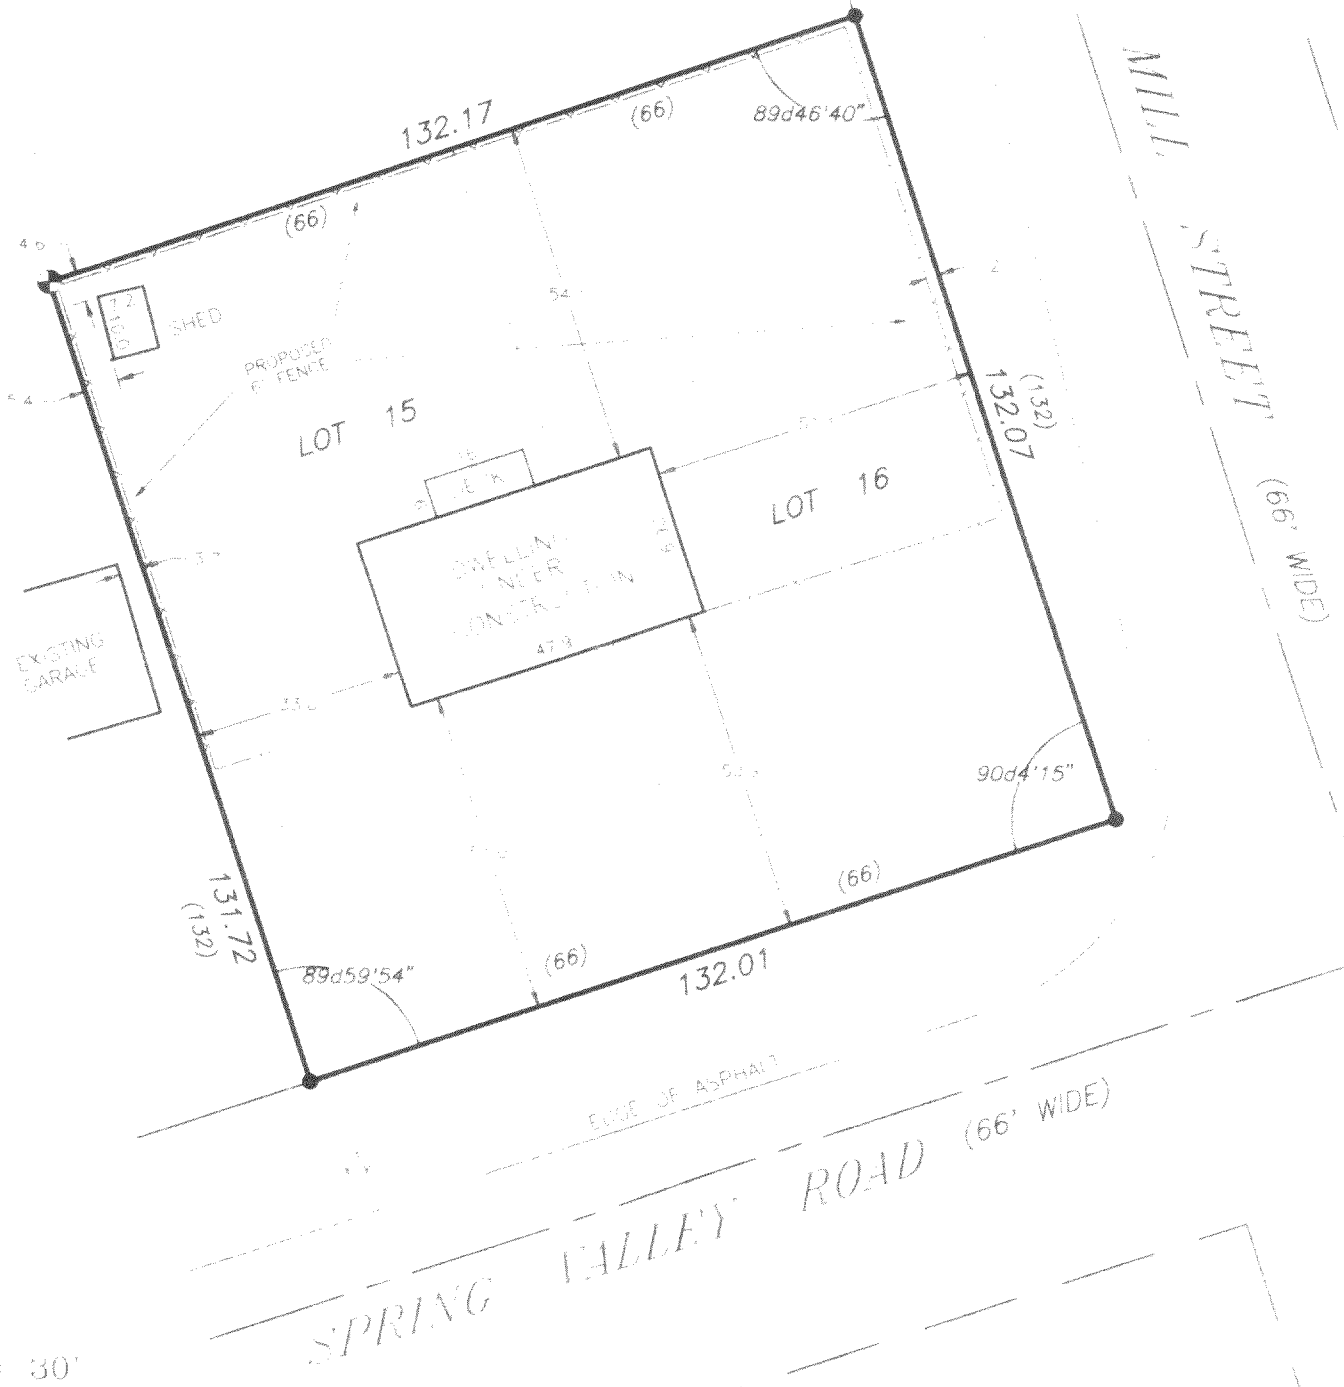 132.17
(66)
(66)
89d46'40"
MILL STREET (66' WIDE)
SHED
PROPOSED
FENCE
LOT 15
LOT 16
132.07
(132)
DWELLING
UNDER
CONSTRUCTION
47.9
EXISTING
GARAGE
131.72
(132)
90d4'15"
89d59'54"
(66)
(66)
132.01
EDGE OF ASPHALT
SPRING VALLEY ROAD (66' WIDE)
30'